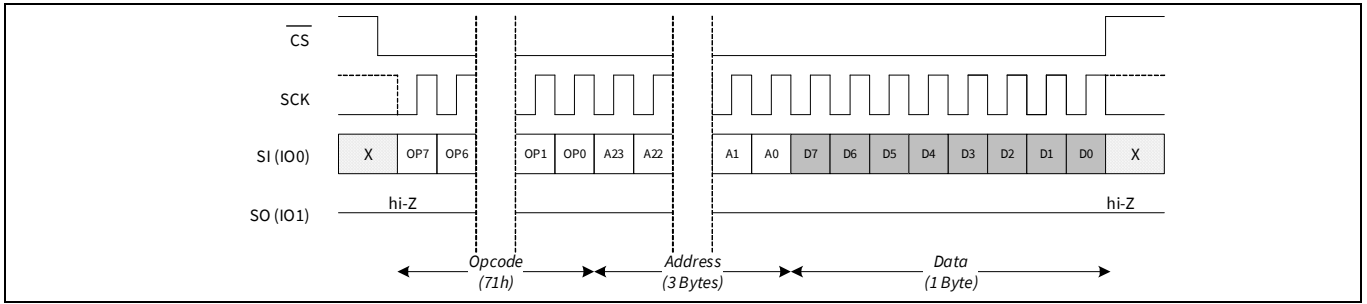 CS
SCK
SI (IO0) X OP7 OP6 OP1 OP0 A23 A22 A1 A0 D7 D6 D5 D4 D3 D2 D1 D0 X
hi-Z hi-Z
SO (IO1)
Opcode Address Data
(71h) (3 Bytes) (1 Byte)